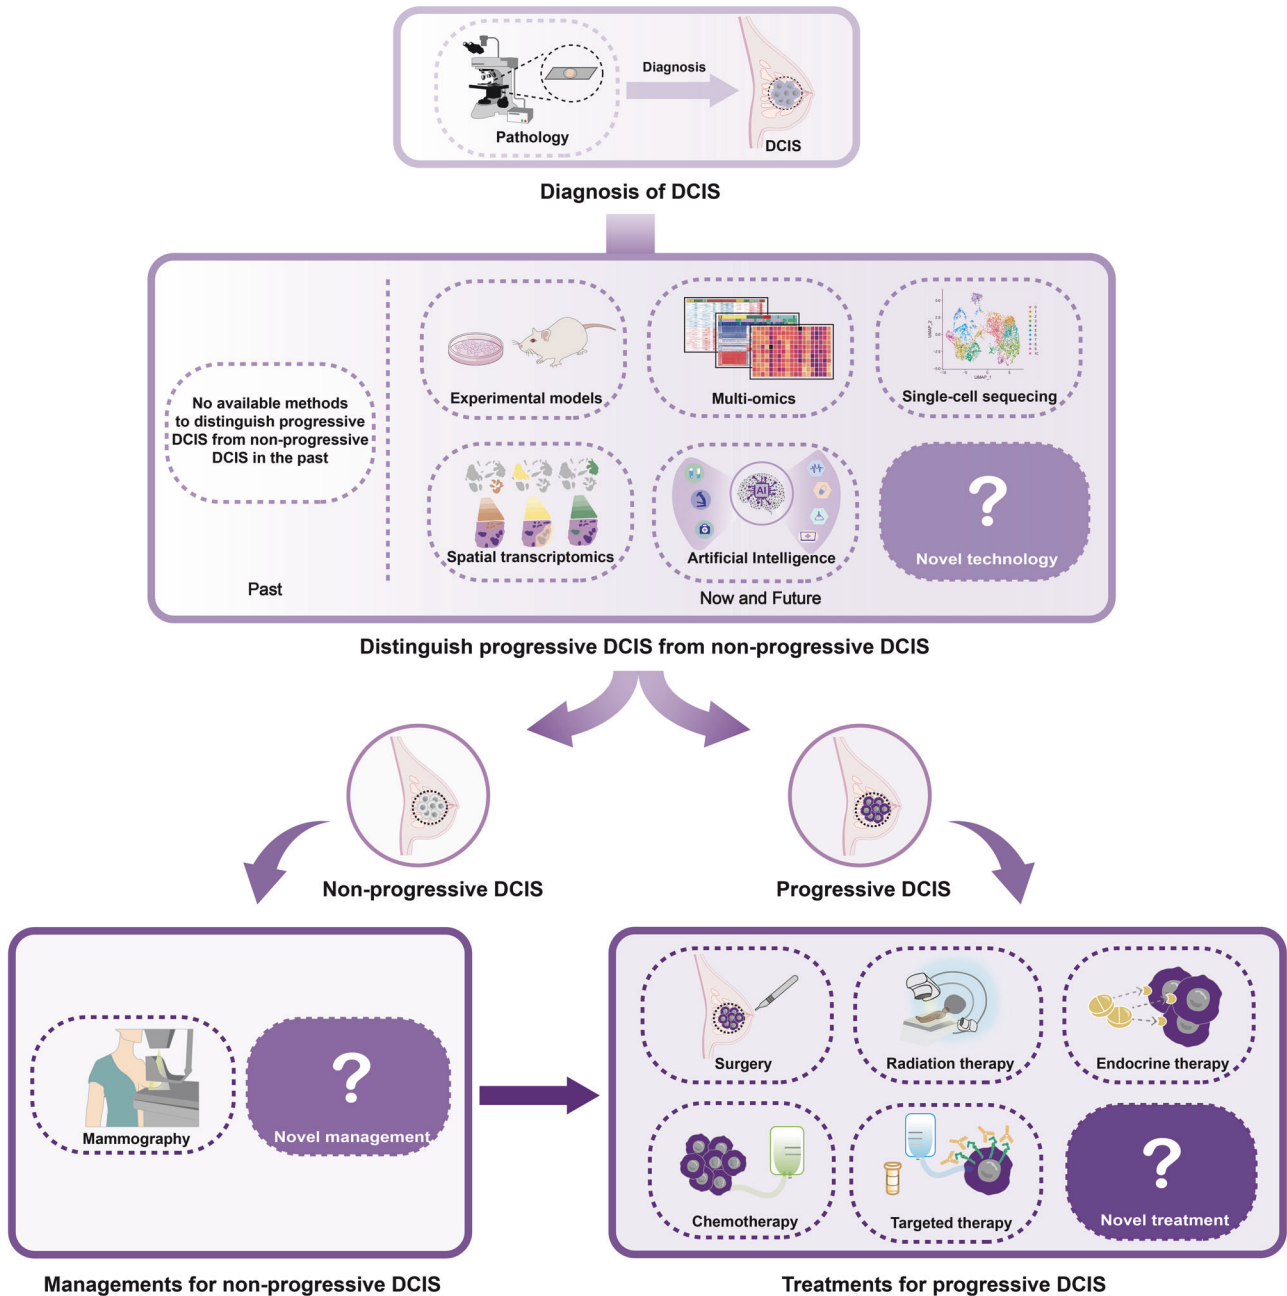 Diagnosis
Pathology
DCIS
Diagnosis of DCIS
No available methods
to distinguish progressive
DCIS from non-progressive
DCIS in the past
Past
Experimental models
Multi-omics
UMAP_2
UMAP_1
Single-cell sequecing
Spatial transcriptomics
AI
Artificial Intelligence
?
Novel technology
Now and Future
Distinguish progressive DCIS from non-progressive DCIS
Non-progressive DCIS
Progressive DCIS
Mammography
?
Novel management
Surgery
Radiation therapy
Endocrine therapy
Chemotherapy
Targeted therapy
?
Novel treatment
Managements for non-progressive DCIS
Treatments for progressive DCIS